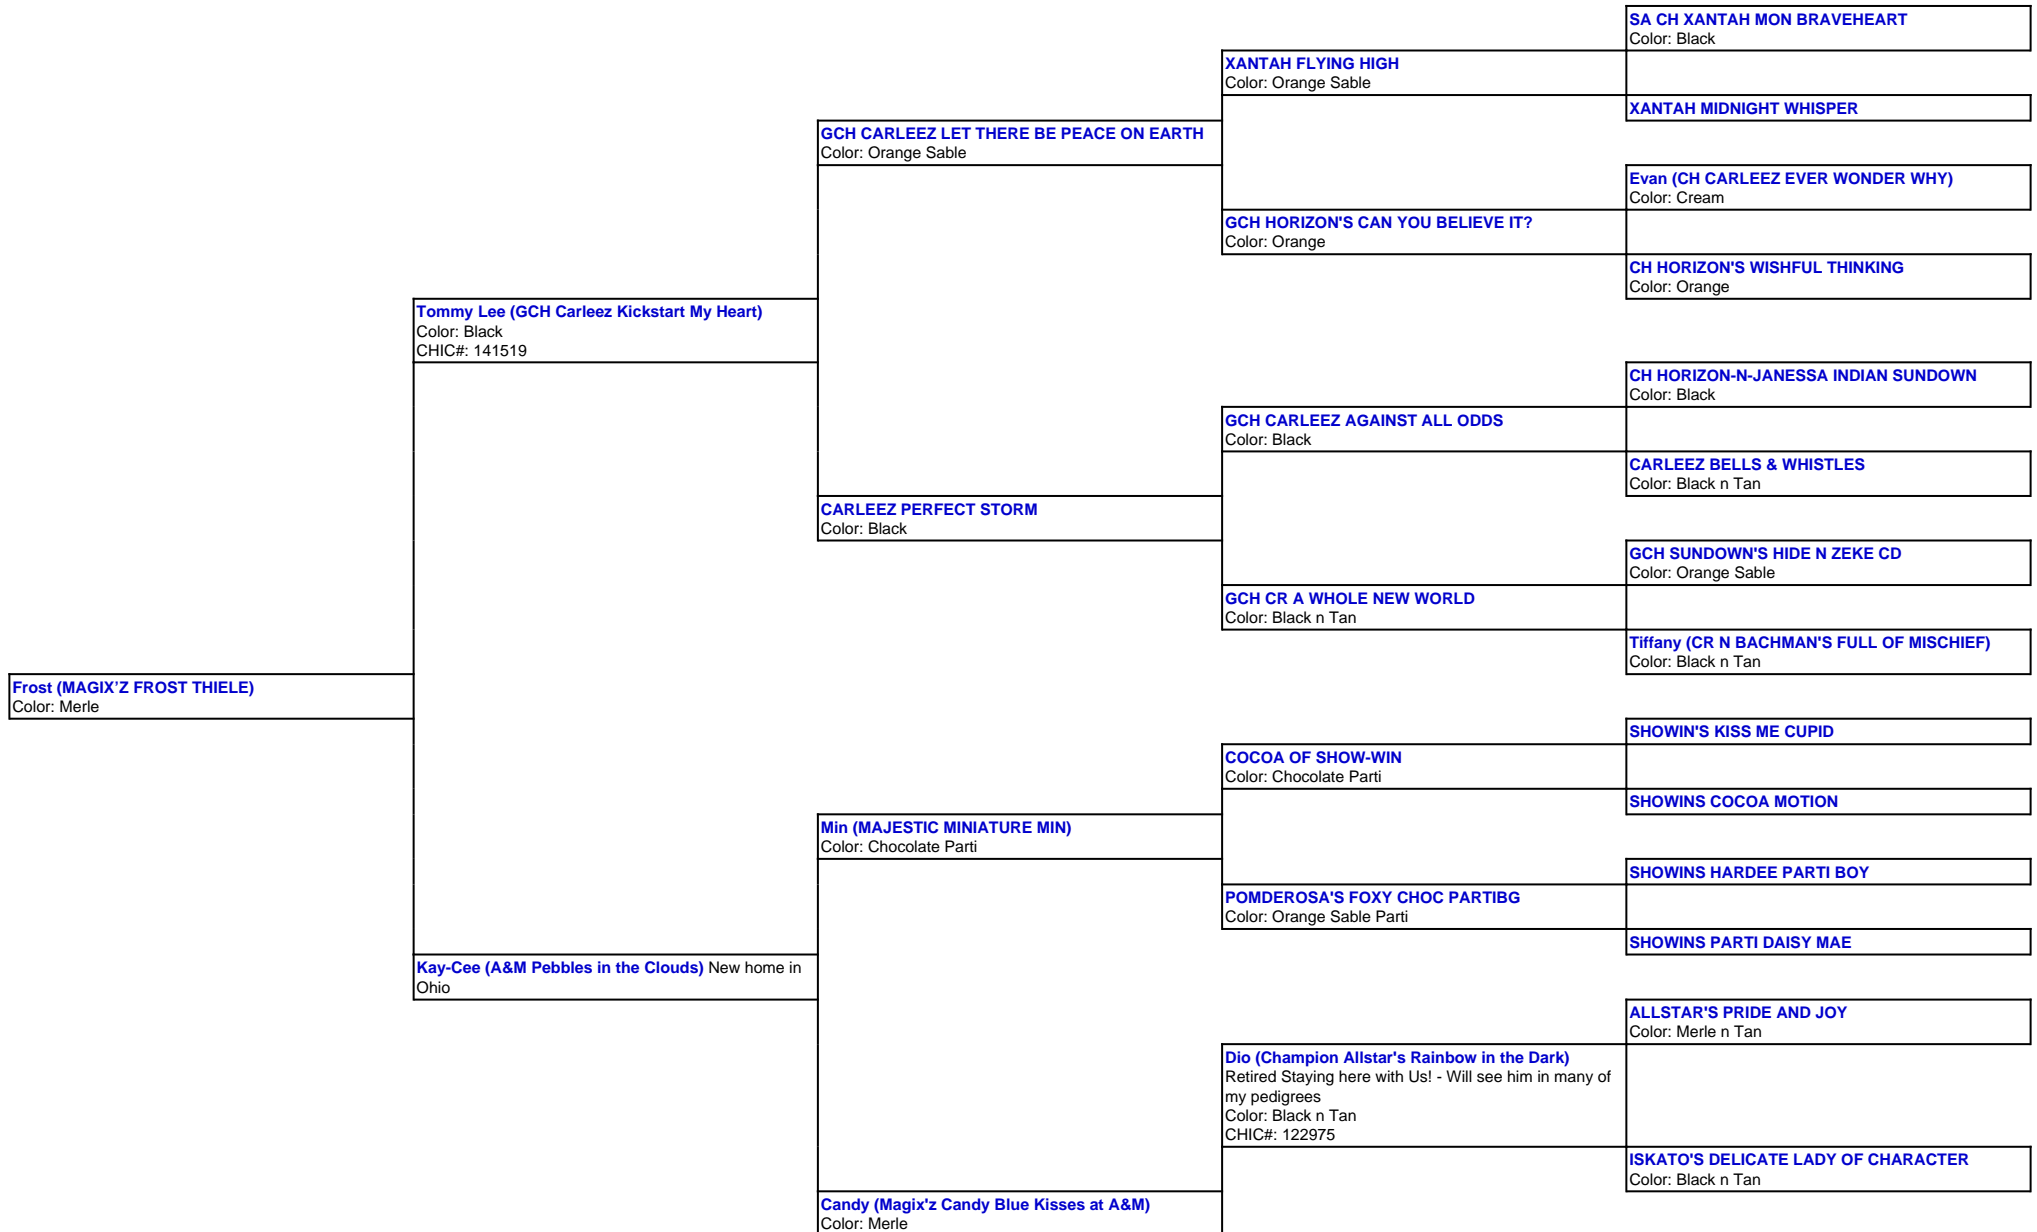 SA CH XANTAH MON BRAVEHEART
Color: Black
XANTAH FLYING HIGH
Color: Orange Sable
XANTAH MIDNIGHT WHISPER
GCH CARLEEZ LET THERE BE PEACE ON EARTH
Color: Orange Sable
Evan (CH CARLEEZ EVER WONDER WHY)
Color: Cream
GCH HORIZON'S CAN YOU BELIEVE IT?
Color: Orange
CH HORIZON'S WISHFUL THINKING
Color: Orange
Tommy Lee (GCH Carleez Kickstart My Heart)
Color: Black
CHIC#: 141519
CH HORIZON-N-JANESSA INDIAN SUNDOWN
Color: Black
GCH CARLEEZ AGAINST ALL ODDS
Color: Black
CARLEEZ BELLS & WHISTLES
Color: Black n Tan
CARLEEZ PERFECT STORM
Color: Black
GCH SUNDOWN'S HIDE N ZEKE CD
Color: Orange Sable
GCH CR A WHOLE NEW WORLD
Color: Black n Tan
Tiffany (CR N BACHMAN'S FULL OF MISCHIEF)
Color: Black n Tan
Frost (MAGIX’Z FROST THIELE)
Color: Merle
SHOWIN'S KISS ME CUPID
COCOA OF SHOW-WIN
Color: Chocolate Parti
SHOWINS COCOA MOTION
Min (MAJESTIC MINIATURE MIN)
Color: Chocolate Parti
SHOWINS HARDEE PARTI BOY
POMDEROSA'S FOXY CHOC PARTIBG
Color: Orange Sable Parti
SHOWINS PARTI DAISY MAE
Kay-Cee (A&M Pebbles in the Clouds) New home in
Ohio
ALLSTAR'S PRIDE AND JOY
Color: Merle n Tan
Dio (Champion Allstar's Rainbow in the Dark)
Retired Staying here with Us! - Will see him in many of
my pedigrees
Color: Black n Tan
CHIC#: 122975
ISKATO'S DELICATE LADY OF CHARACTER
Color: Black n Tan
Candy (Magix'z Candy Blue Kisses at A&M)
Color: Merle